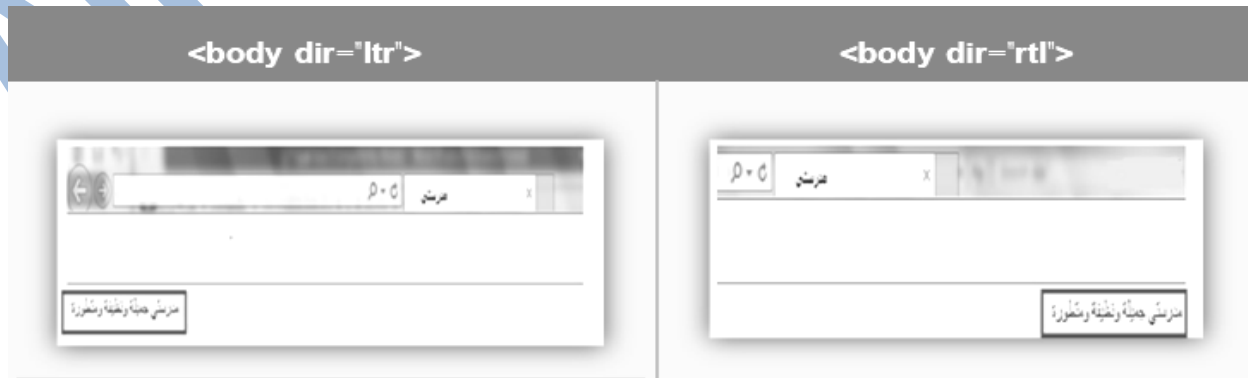 <body dir="ltr">
<body dir="rtl">
مدرستي
x
مدرستي
x
مدرستي جميلة ونظيفة ومتطورة
مدرستي جميلة ونظيفة ومتطورة